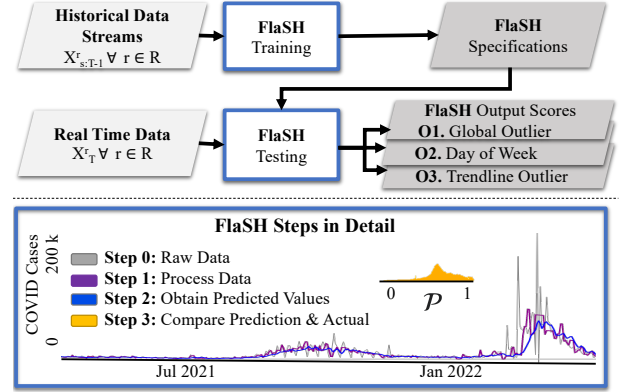 Historical Data
Streams
X^r_{s:T-1} ∀ r ∈ R
FlaSH
Training
FlaSH
Specifications
Real Time Data
X^r_T ∀ r ∈ R
FlaSH
Testing
FlaSH Output Scores
O1. Global Outlier
O2. Day of Week
O3. Trendline Outlier
FlaSH Steps in Detail
COVID Cases
0
200 k
Step 0: Raw Data
Step 1: Process Data
Step 2: Obtain Predicted Values
Step 3: Compare Prediction & Actual
0 𝒫 1
Jul 2021
Jan 2022